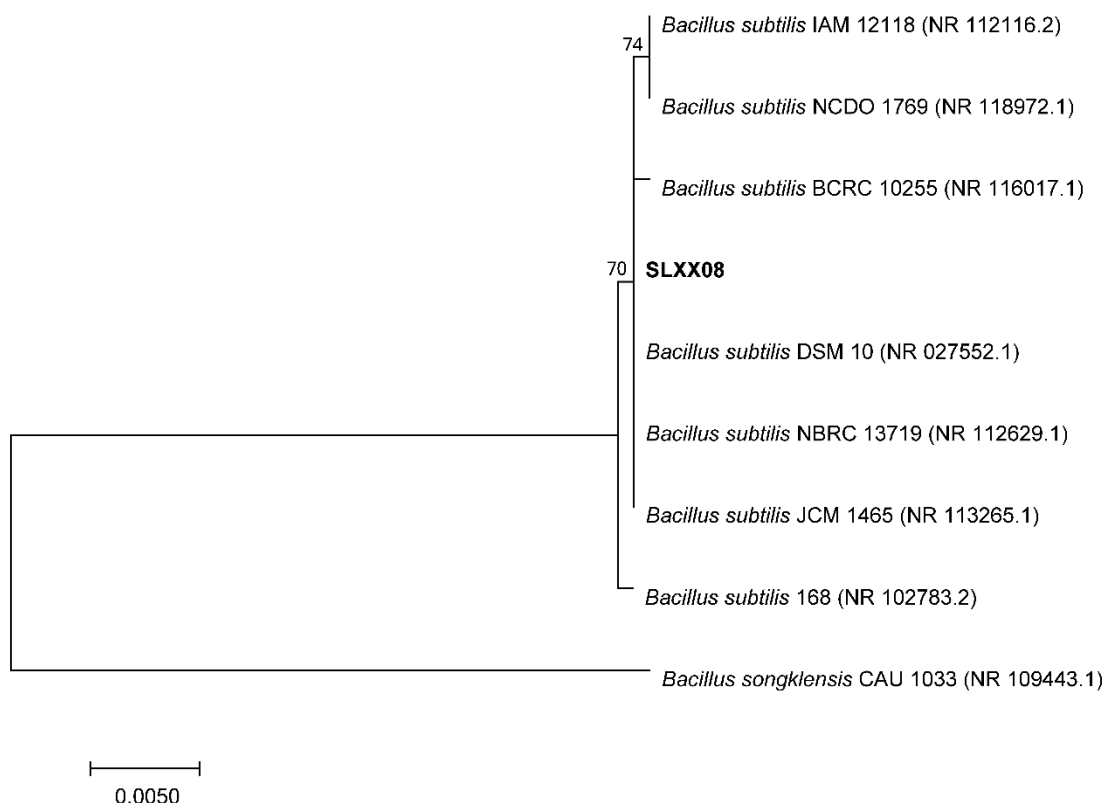 Bacillus subtilis IAM 12118 (NR 112116.2)
74
Bacillus subtilis NCDO 1769 (NR 118972.1)
Bacillus subtilis BCRC 10255 (NR 116017.1)
70
SLXX08
Bacillus subtilis DSM 10 (NR 027552.1)
Bacillus subtilis NBRC 13719 (NR 112629.1)
Bacillus subtilis JCM 1465 (NR 113265.1)
Bacillus subtilis 168 (NR 102783.2)
Bacillus songklensis CAU 1033 (NR 109443.1)
0.0050